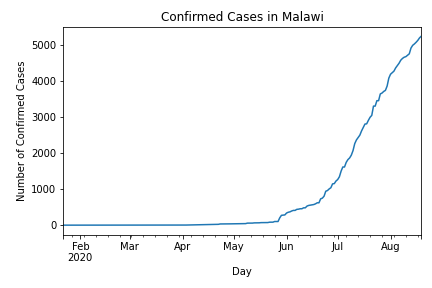 Confirmed Cases in Malawi
Number of Confirmed Cases
5000
4000
3000
2000
1000
0
Feb Mar Apr May Jun Jul Aug
2020
Day